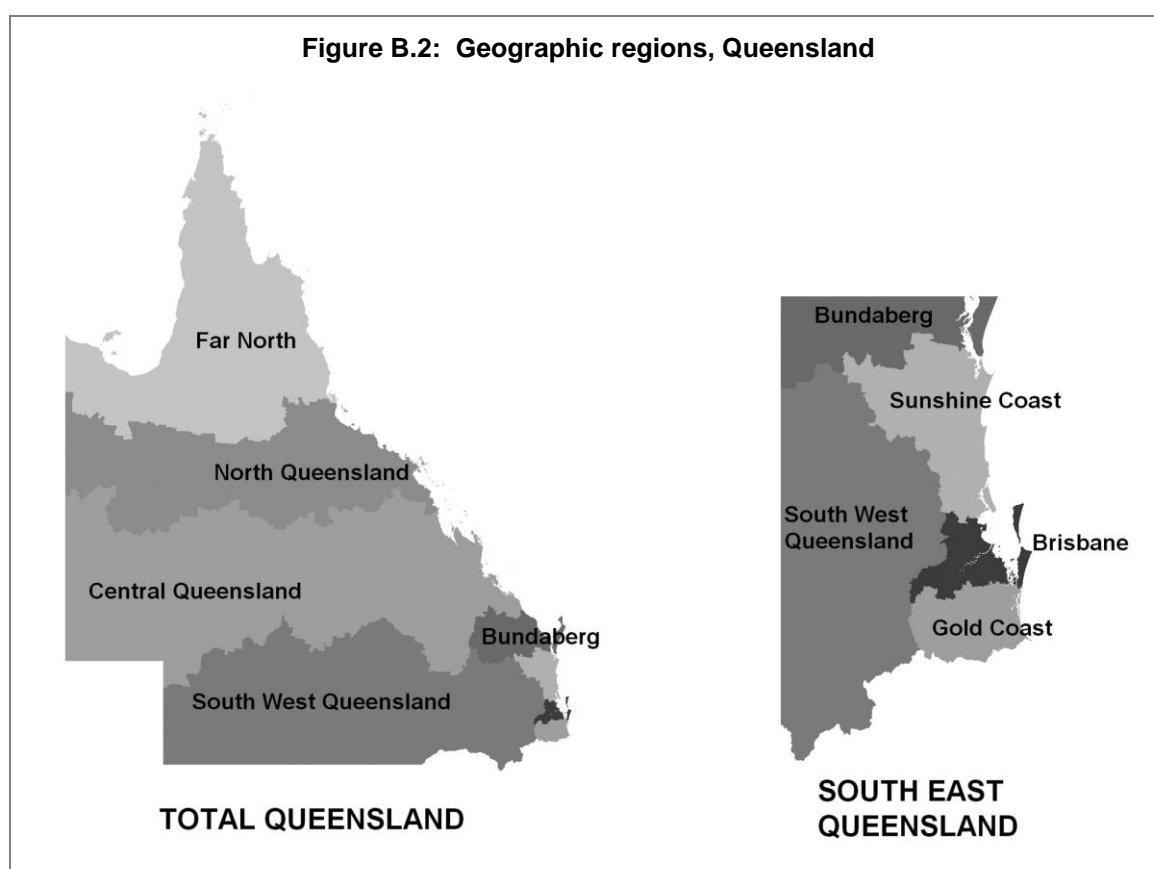 Figure B.2: Geographic regions, Queensland
Far North
North Queensland
Central Queensland
Bundaberg
South West Queensland
TOTAL QUEENSLAND
Bundaberg
Sunshine Coast
South West
Queensland
Brisbane
Gold Coast
SOUTH EAST
QUEENSLAND